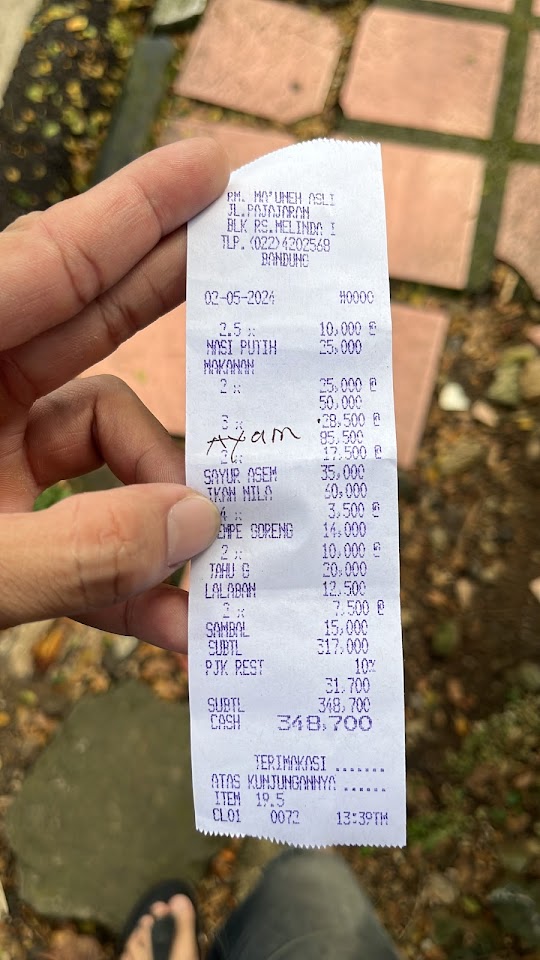 RM. MA'UNEH ASLI
JL.PAJAJARAN
BLK RS.MELINDA I
TLP.(022)4202568
BANDUNG
02-05-2024 #0000
2.5 x 10,000 @
NASI PUTIH 25,000
MAKANAN
2 x 25,000 @
50,000
3 x 28,500 @
Ayam 85,500
2 x 17,500 @
SAYUR ASEM 35,000
IKAN NILA 60,000
4 x 3,500 @
EMPE GORENG 14,000
2 x 10,000 @
TAHU G 20,000
LALABAN 12,500
2 x 7,500 @
SAMBAL 15,000
SUBTL 317,000
PJK REST 10%
31,700
SUBTL 348,700
CASH 348,700
TERIMAKASI .......
ATAS KUNJUNGANNYA ......
ITEM 19.5
CL01 0072 13:39TM